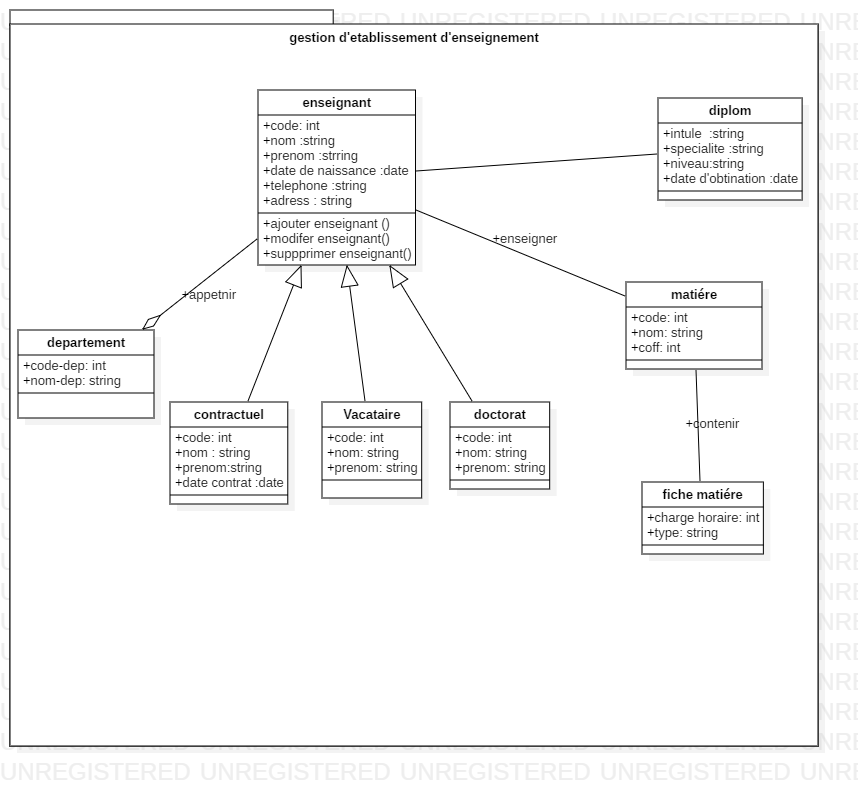 gestion d'etablissement d'enseignement
enseignant
+code: int
+nom :string
+prenom :strring
+date de naissance :date
+telephone :string
+adress : string
+ajouter enseignant ()
+modifer enseignant()
+suppprimer enseignant()
diplom
+intule  :string
+specialite :string
+niveau:string
+date d'obtination :date
+enseigner
+appetnir
matiére
+code: int
+nom: string
+coff: int
departement
+code-dep: int
+nom-dep: string
contractuel
+code: int
+nom : string
+prenom:string
+date contrat :date
Vacataire
+code: int
+nom: string
+prenom: string
doctorat
+code: int
+nom: string
+prenom: string
+contenir
fiche matiére
+charge horaire: int
+type: string
UNREGISTERED UNREGISTERED UNREGISTERED UNREGISTERED UNRE